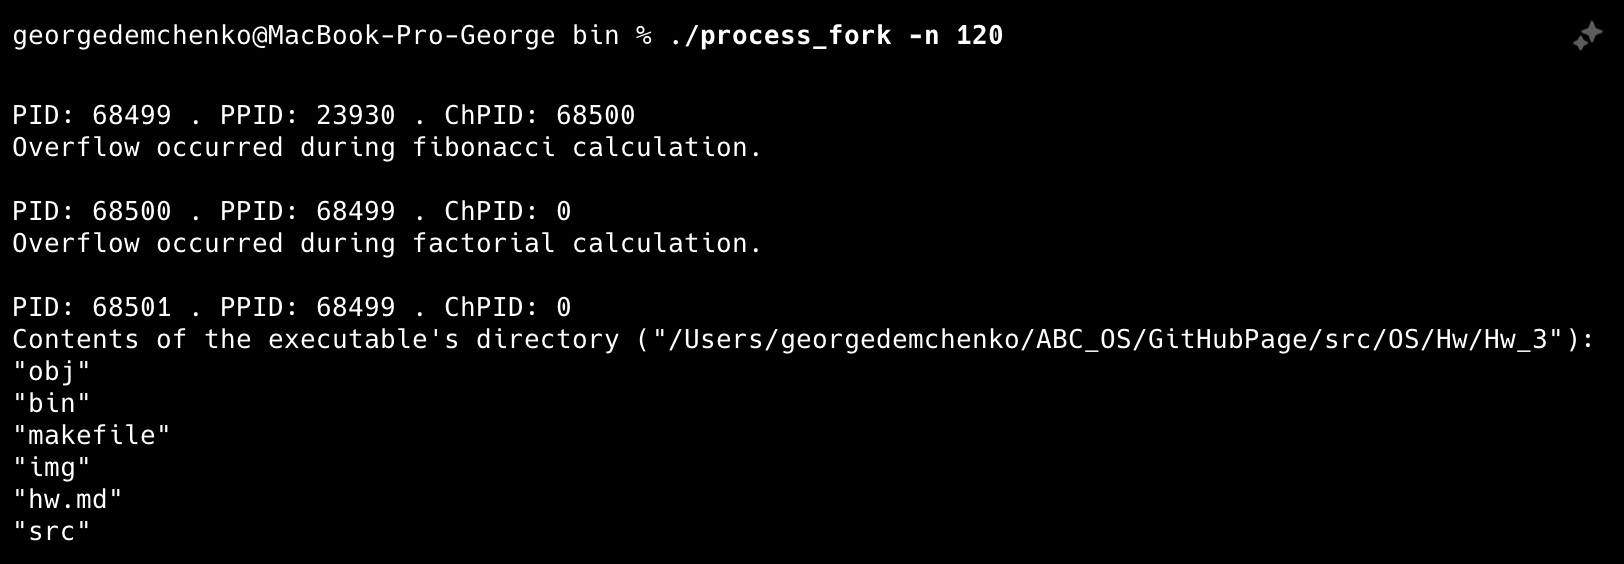 georgedemchenko@MacBook-Pro-George bin % ./process_fork -n 120
PID: 68499 . PPID: 23930 . ChPID: 68500
Overflow occurred during fibonacci calculation.
PID: 68500 . PPID: 68499 . ChPID: 0
Overflow occurred during factorial calculation.
PID: 68501 . PPID: 68499 . ChPID: 0
Contents of the executable's directory ("/Users/georgedemchenko/ABC_OS/GitHubPage/src/OS/Hw/Hw_3"):
"obj"
"bin"
"makefile"
"img"
"hw.md"
"src"